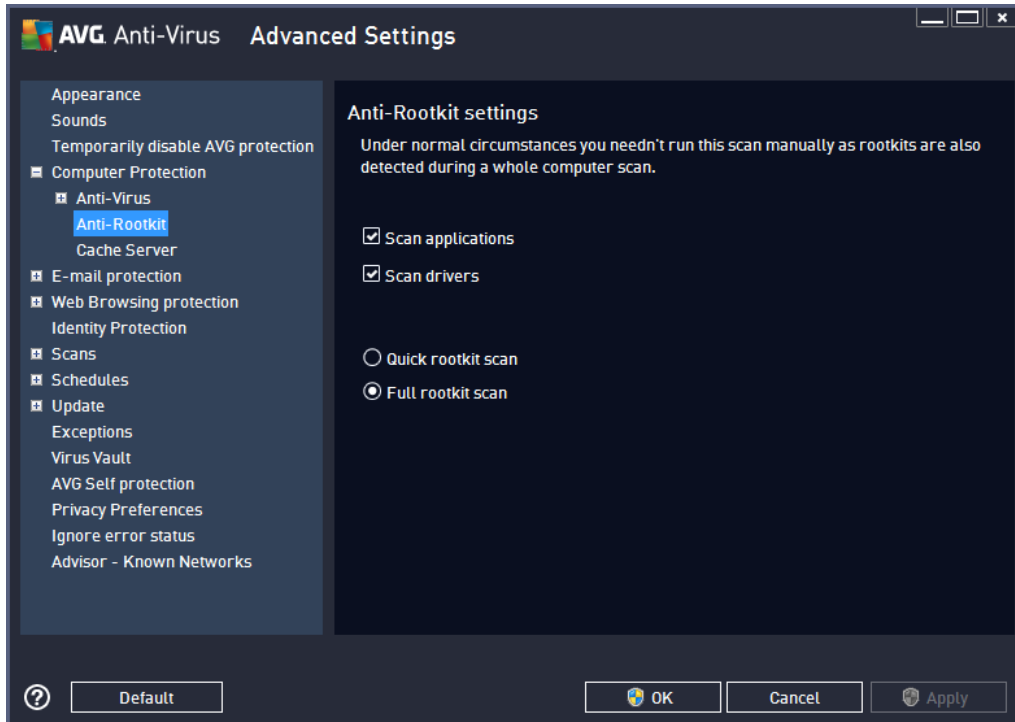 AVG. Anti-Virus Advanced Settings
Appearance
Sounds
Temporarily disable AVG protection
Computer Protection
Anti-Virus
Anti-Rootkit
Cache Server
E-mail protection
Web Browsing protection
Identity Protection
Scans
Schedules
Update
Exceptions
Virus Vault
AVG Self protection
Privacy Preferences
Ignore error status
Advisor - Known Networks
Anti-Rootkit settings
Under normal circumstances you needn't run this scan manually as rootkits are also
detected during a whole computer scan.
Scan applications
Scan drivers
Quick rootkit scan
Full rootkit scan
Default
OK
Cancel
Apply